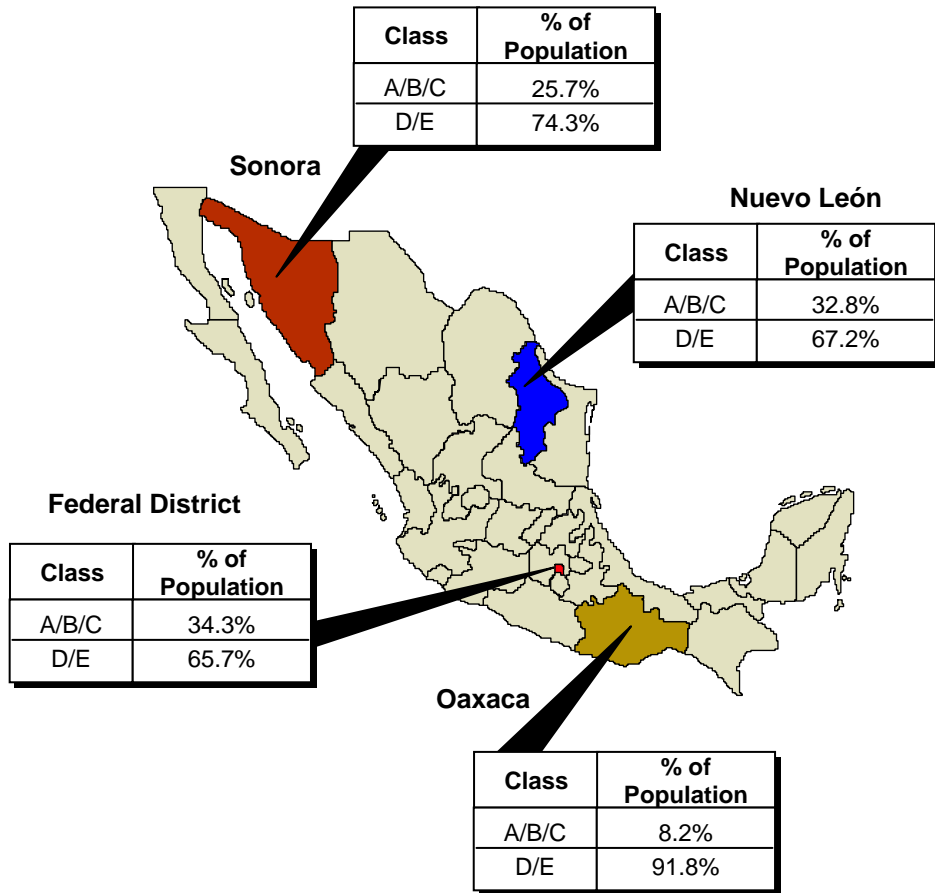 Class % of
Population
A/B/C 25.7%
D/E 74.3%
Sonora
Nuevo León
Class % of
Population
A/B/C 32.8%
D/E 67.2%
Federal District
Class % of
Population
A/B/C 34.3%
D/E 65.7%
Oaxaca
Class % of
Population
A/B/C 8.2%
D/E 91.8%